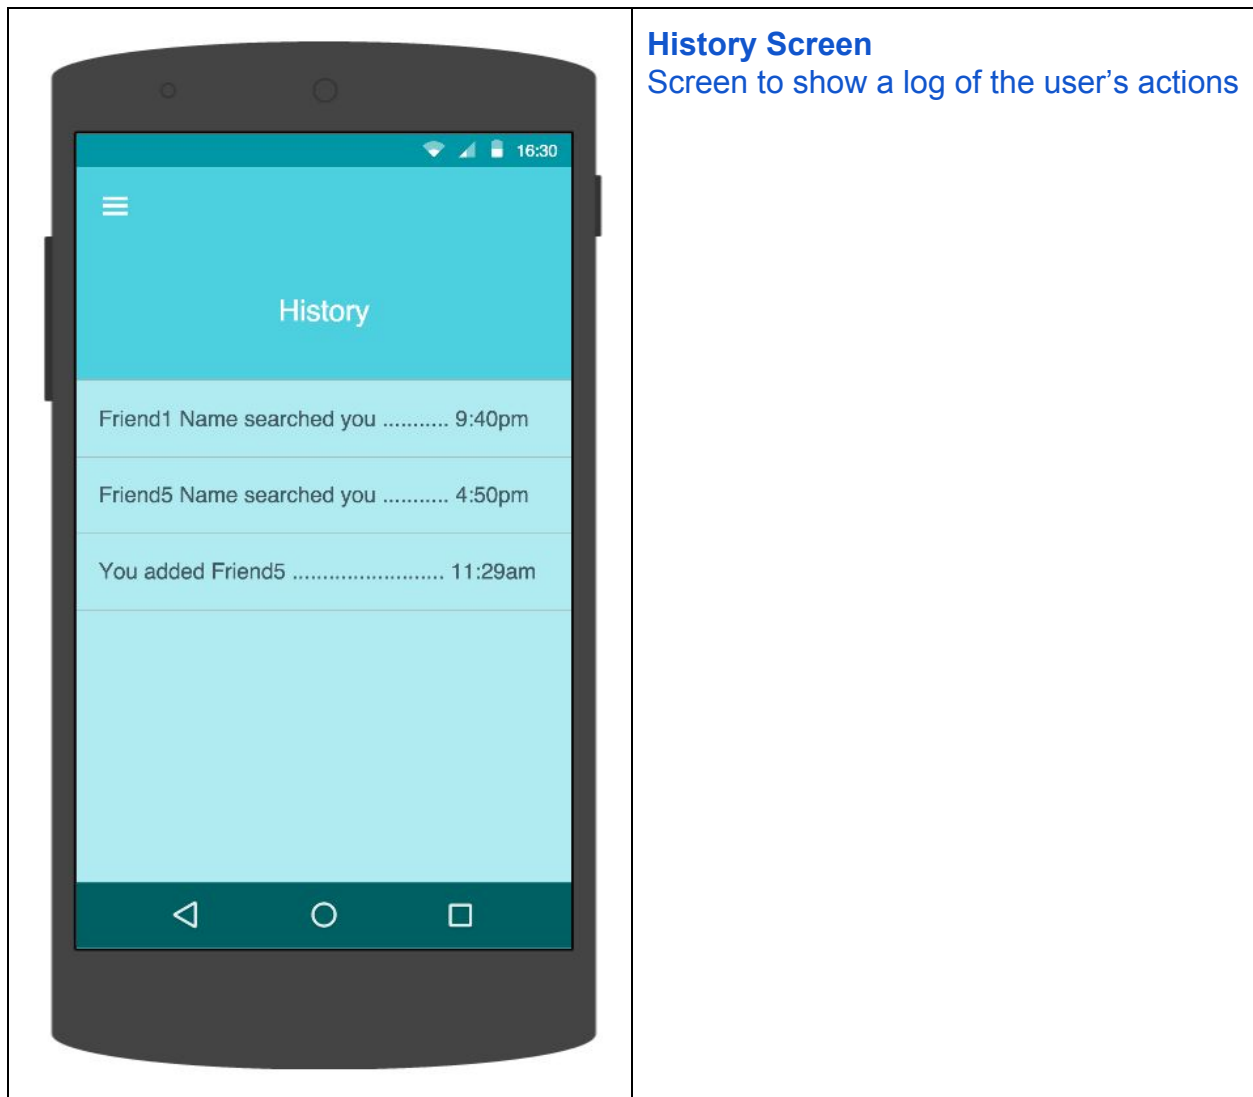 History Screen
Screen to show a log of the user’s actions
16:30
History
Friend1 Name searched you ........... 9:40pm
Friend5 Name searched you ........... 4:50pm
You added Friend5 ......................... 11:29am